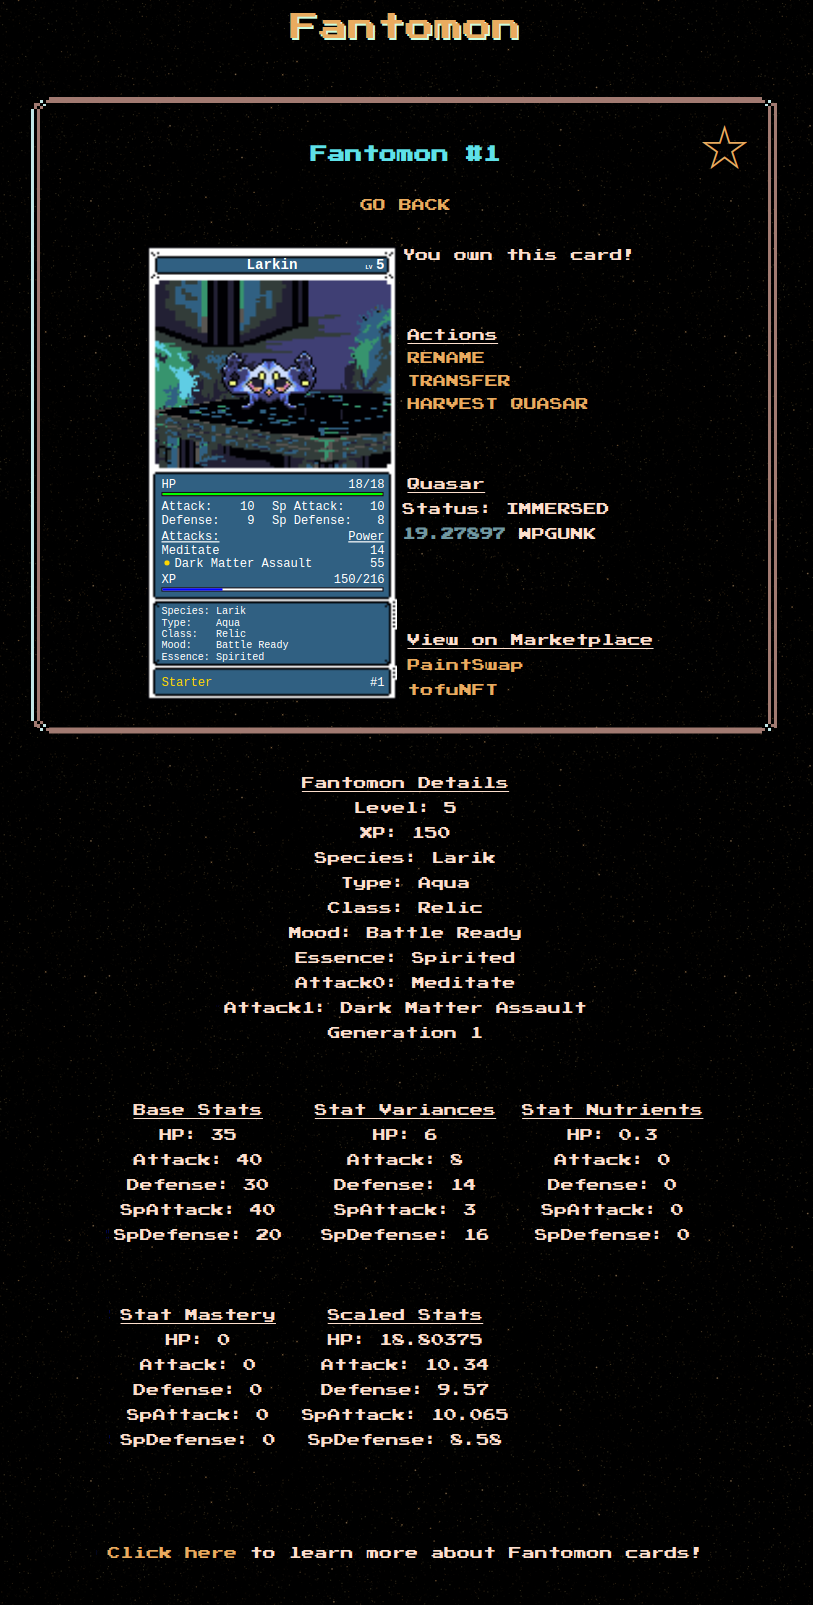 Fantomon
Fantomon #1
GO BACK
Larkin LV 5
HP 18/18
Attack: 10 Sp Attack: 10
Defense: 9 Sp Defense: 8
Attacks: Power
Meditate 14
Dark Matter Assault 55
XP 150/216
Species: Larik
Type: Aqua
Class: Relic
Mood: Battle Ready
Essence: Spirited
Starter #1
You own this card!
Actions
RENAME
TRANSFER
HARVEST QUASAR
Quasar
Status: IMMERSED
19.27897 WPGUNK
View on Marketplace
PaintSwap
tofuNFT
Fantomon Details
Level: 5
XP: 150
Species: Larik
Type: Aqua
Class: Relic
Mood: Battle Ready
Essence: Spirited
Attack0: Meditate
Attack1: Dark Matter Assault
Generation 1
Base Stats
HP: 35
Attack: 40
Defense: 30
SpAttack: 40
SpDefense: 20
Stat Variances
HP: 6
Attack: 8
Defense: 14
SpAttack: 3
SpDefense: 16
Stat Nutrients
HP: 0.3
Attack: 0
Defense: 0
SpAttack: 0
SpDefense: 0
Stat Mastery
HP: 0
Attack: 0
Defense: 0
SpAttack: 0
SpDefense: 0
Scaled Stats
HP: 18.80375
Attack: 10.34
Defense: 9.57
SpAttack: 10.065
SpDefense: 8.58
Click here to learn more about Fantomon cards!